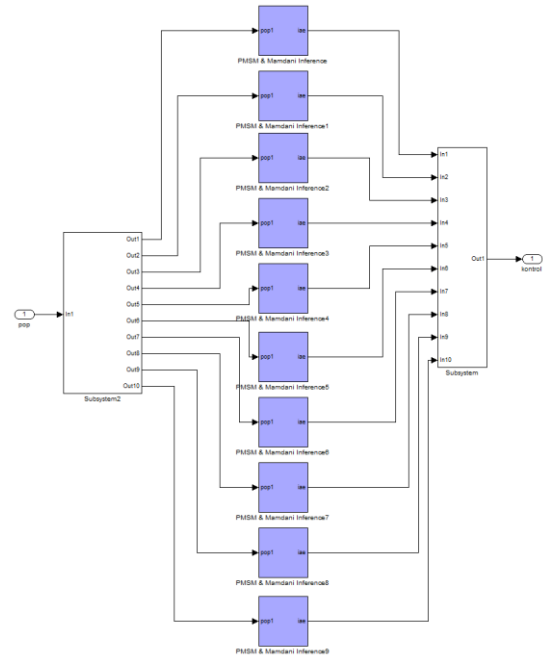 pop1 iae
PMSM & Mamdani Inference
pop1 iae
PMSM & Mamdani Inference1
pop1 iae
PMSM & Mamdani Inference2
pop1 iae
PMSM & Mamdani Inference3
pop1 iae
PMSM & Mamdani Inference4
pop1 iae
PMSM & Mamdani Inference5
pop1 iae
PMSM & Mamdani Inference6
pop1 iae
PMSM & Mamdani Inference7
pop1 iae
PMSM & Mamdani Inference8
pop1 iae
PMSM & Mamdani Inference9
1
pop
In1
Out1
Out2
Out3
Out4
Out5
Out6
Out7
Out8
Out9
Out10
Subsystem2
In1
In2
In3
In4
In5
In6
In7
In8
In9
In10
Out1
Subsystem
1
kontrol